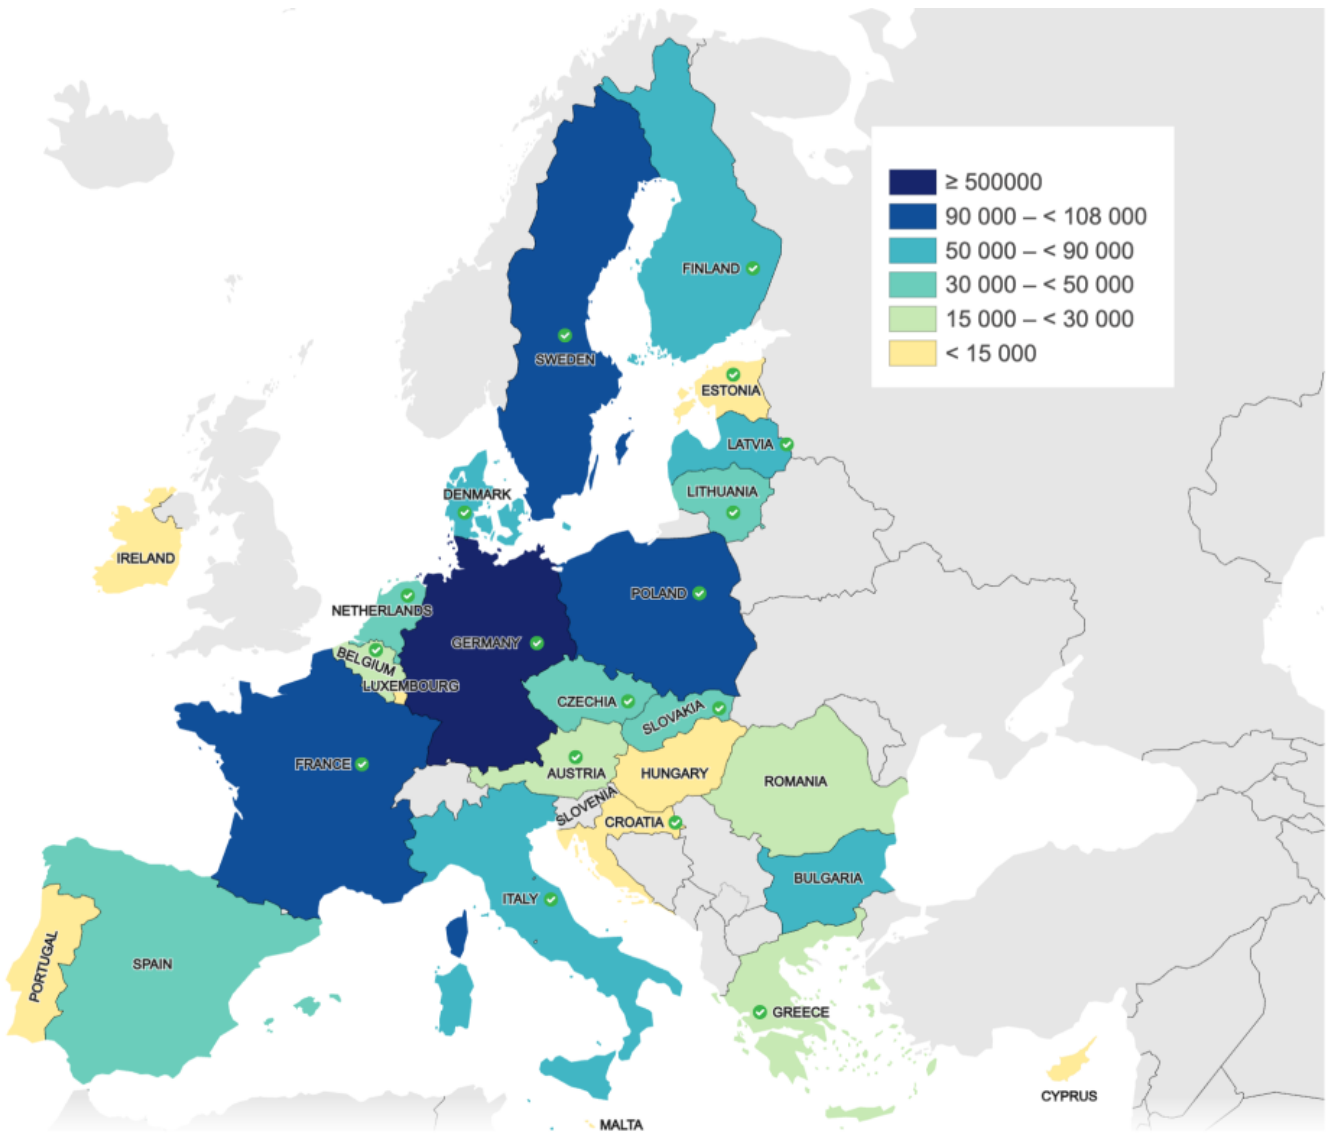 ≥ 500000
90 000 – < 108 000
50 000 – < 90 000
30 000 – < 50 000
15 000 – < 30 000
< 15 000
FINLAND
SWEDEN
ESTONIA
LATVIA
LITHUANIA
DENMARK
IRELAND
POLAND
NETHERLANDS
GERMANY
BELGIUM
LUXEMBOURG
CZECHIA
SLOVAKIA
FRANCE
AUSTRIA
HUNGARY
ROMANIA
SLOVENIA
CROATIA
BULGARIA
ITALY
PORTUGAL
SPAIN
GREECE
CYPRUS
MALTA